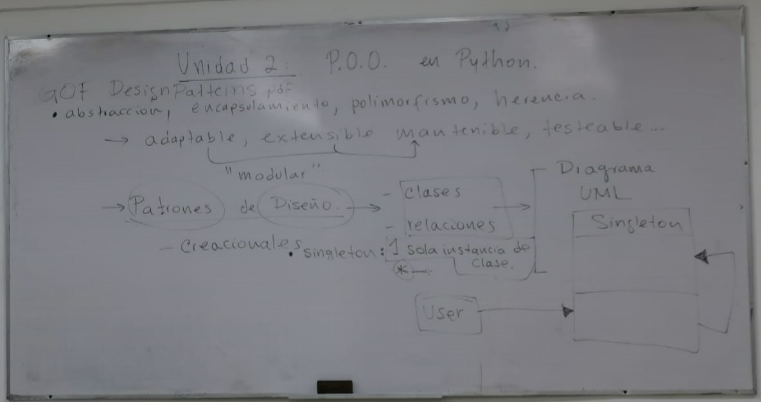 Unidad 2: P.O.O. en Python.
GOF DesignPatterns.pdf
• abstraccion, encapsulamiento, polimorfismo, herencia.
→ adaptable, extensible mantenible, testeable...
"modular"
→ Patrones de Diseño → - clases
- relaciones
Diagrama
UML
Singleton
- Creacionales
• singleton: 1 sola instancia de
clase.
*
User